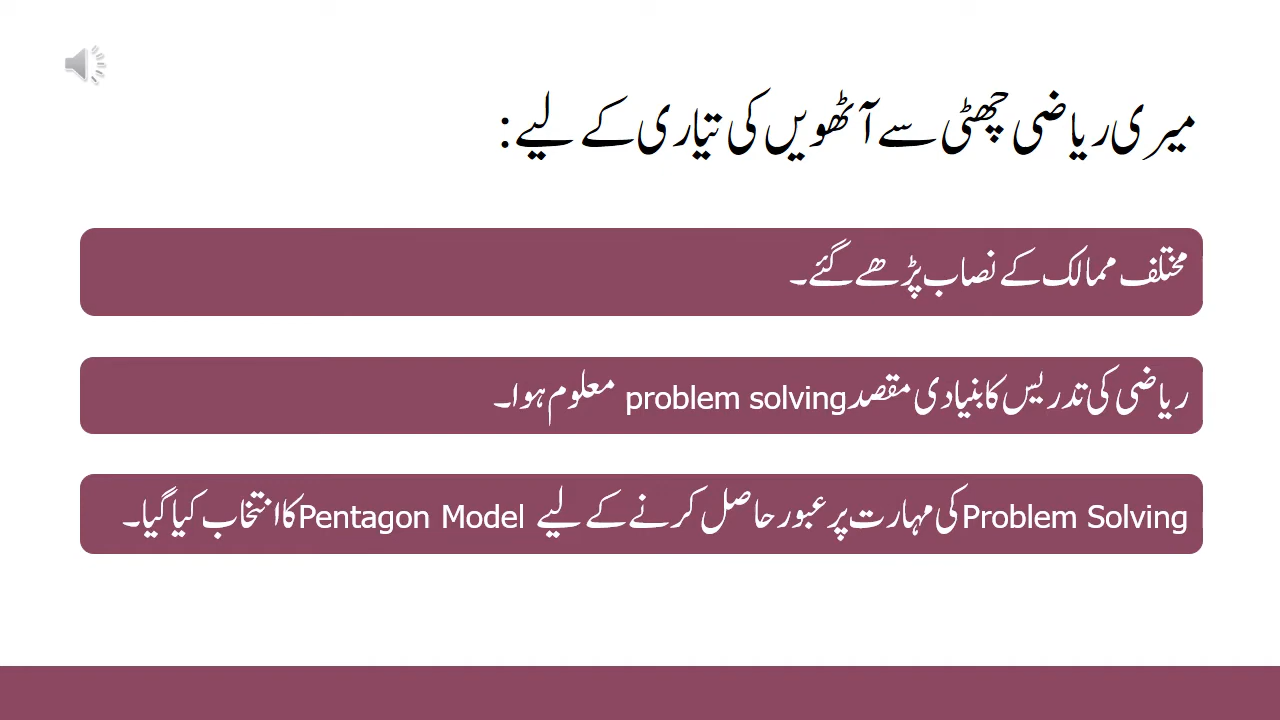 میری ریاضی چھٹی سے آٹھویں کی تیاری کے لیے:
مختلف ممالک کے نصاب پڑھے گئے۔
ریاضی کی تدریس کا بنیادی مقصد problem solving معلوم ہوا۔
Problem Solving کی مہارت پر عبور حاصل کرنے کے لیے Pentagon Model کا انتخاب کیا گیا۔